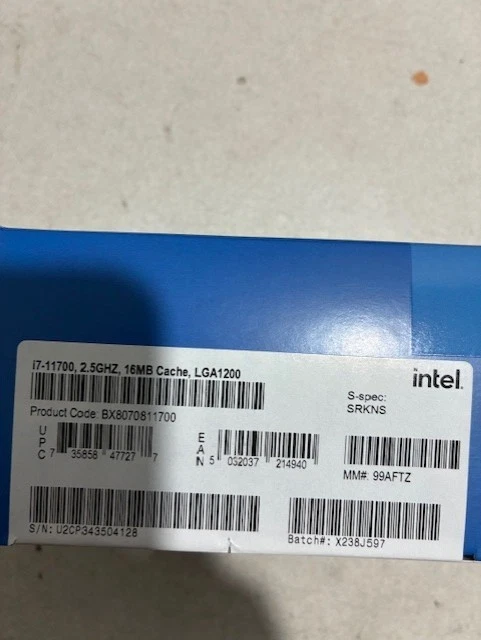 i7-11700, 2.5GHZ, 16MB Cache, LGA1200
intel.
S-spec:
SRKNS
Product Code: BX8070811700
UPC
7 35858 47727 7
EAN
5 032037 214940
MM#: 99AFTZ
S/N: U2CP343504128
Batch#: X238J597